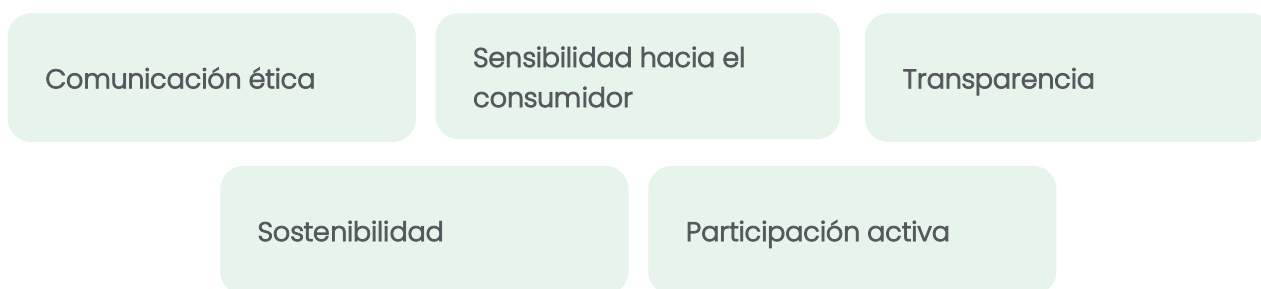 Comunicación ética
Sensibilidad hacia el
consumidor
Transparencia
Sostenibilidad
Participación activa